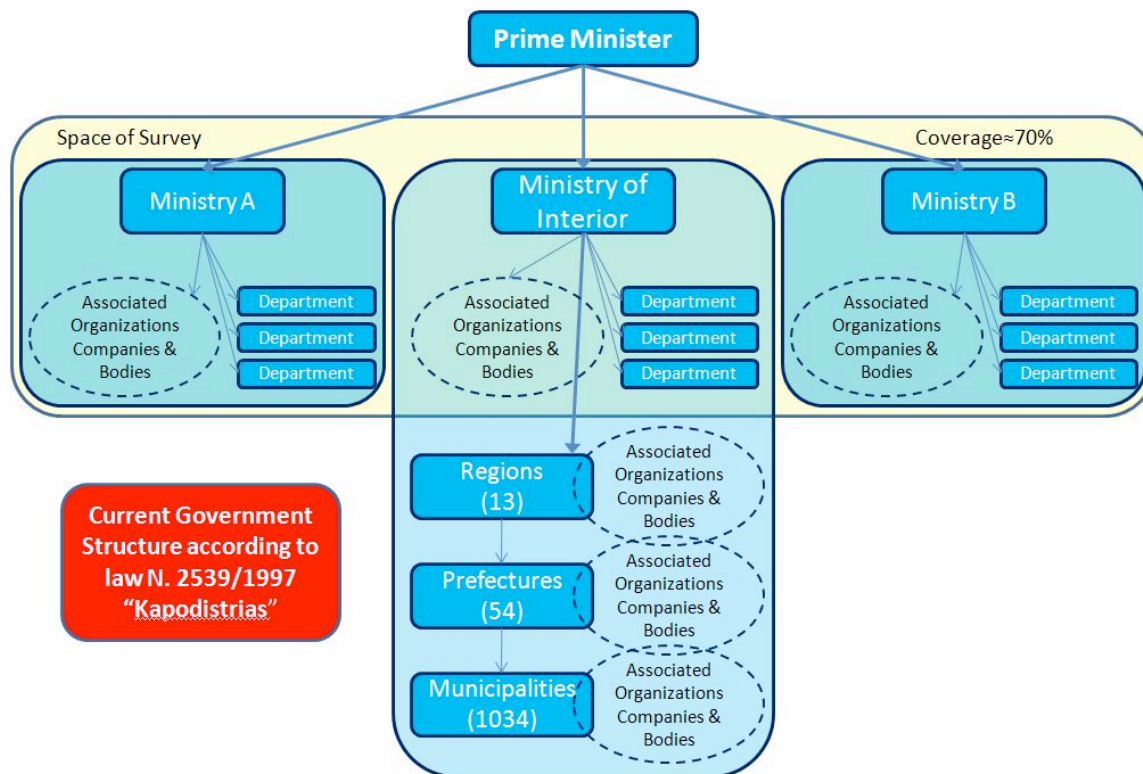 Prime Minister
Space of Survey
Coverage≈70%
Ministry A
Associated
Organizations
Companies &
Bodies
Department
Department
Department
Ministry of
Interior
Associated
Organizations
Companies &
Bodies
Department
Department
Department
Ministry B
Associated
Organizations
Companies &
Bodies
Department
Department
Department
Regions
(13)
Associated
Organizations
Companies &
Bodies
Prefectures
(54)
Associated
Organizations
Companies &
Bodies
Municipalities
(1034)
Associated
Organizations
Companies &
Bodies
Current Government
Structure according to
law N. 2539/1997
“Kapodistrias”